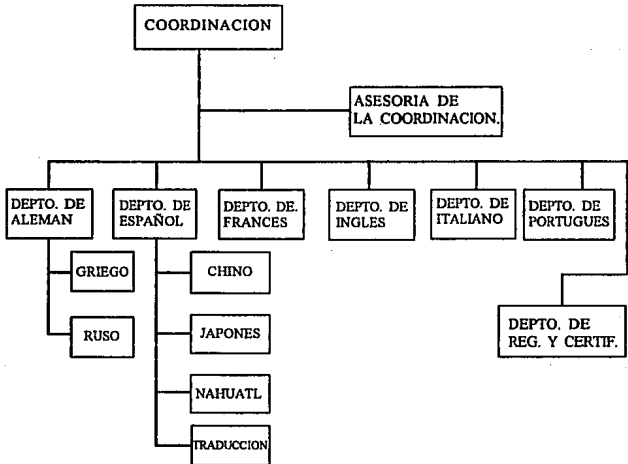 COORDINACION
ASESORIA DE
LA COORDINACION.
DEPTO. DE
ALEMAN
DEPTO. DE
ESPAÑOL
DEPTO. DE.
FRANCES
DEPTO. DE
INGLES
DEPTO. DE
ITALIANO
DEPTO. DE
PORTUGUES
GRIEGO
RUSO
CHINO
JAPONES
NAHUATL
TRADUCCION
DEPTO. DE
REG. Y CERTIF.